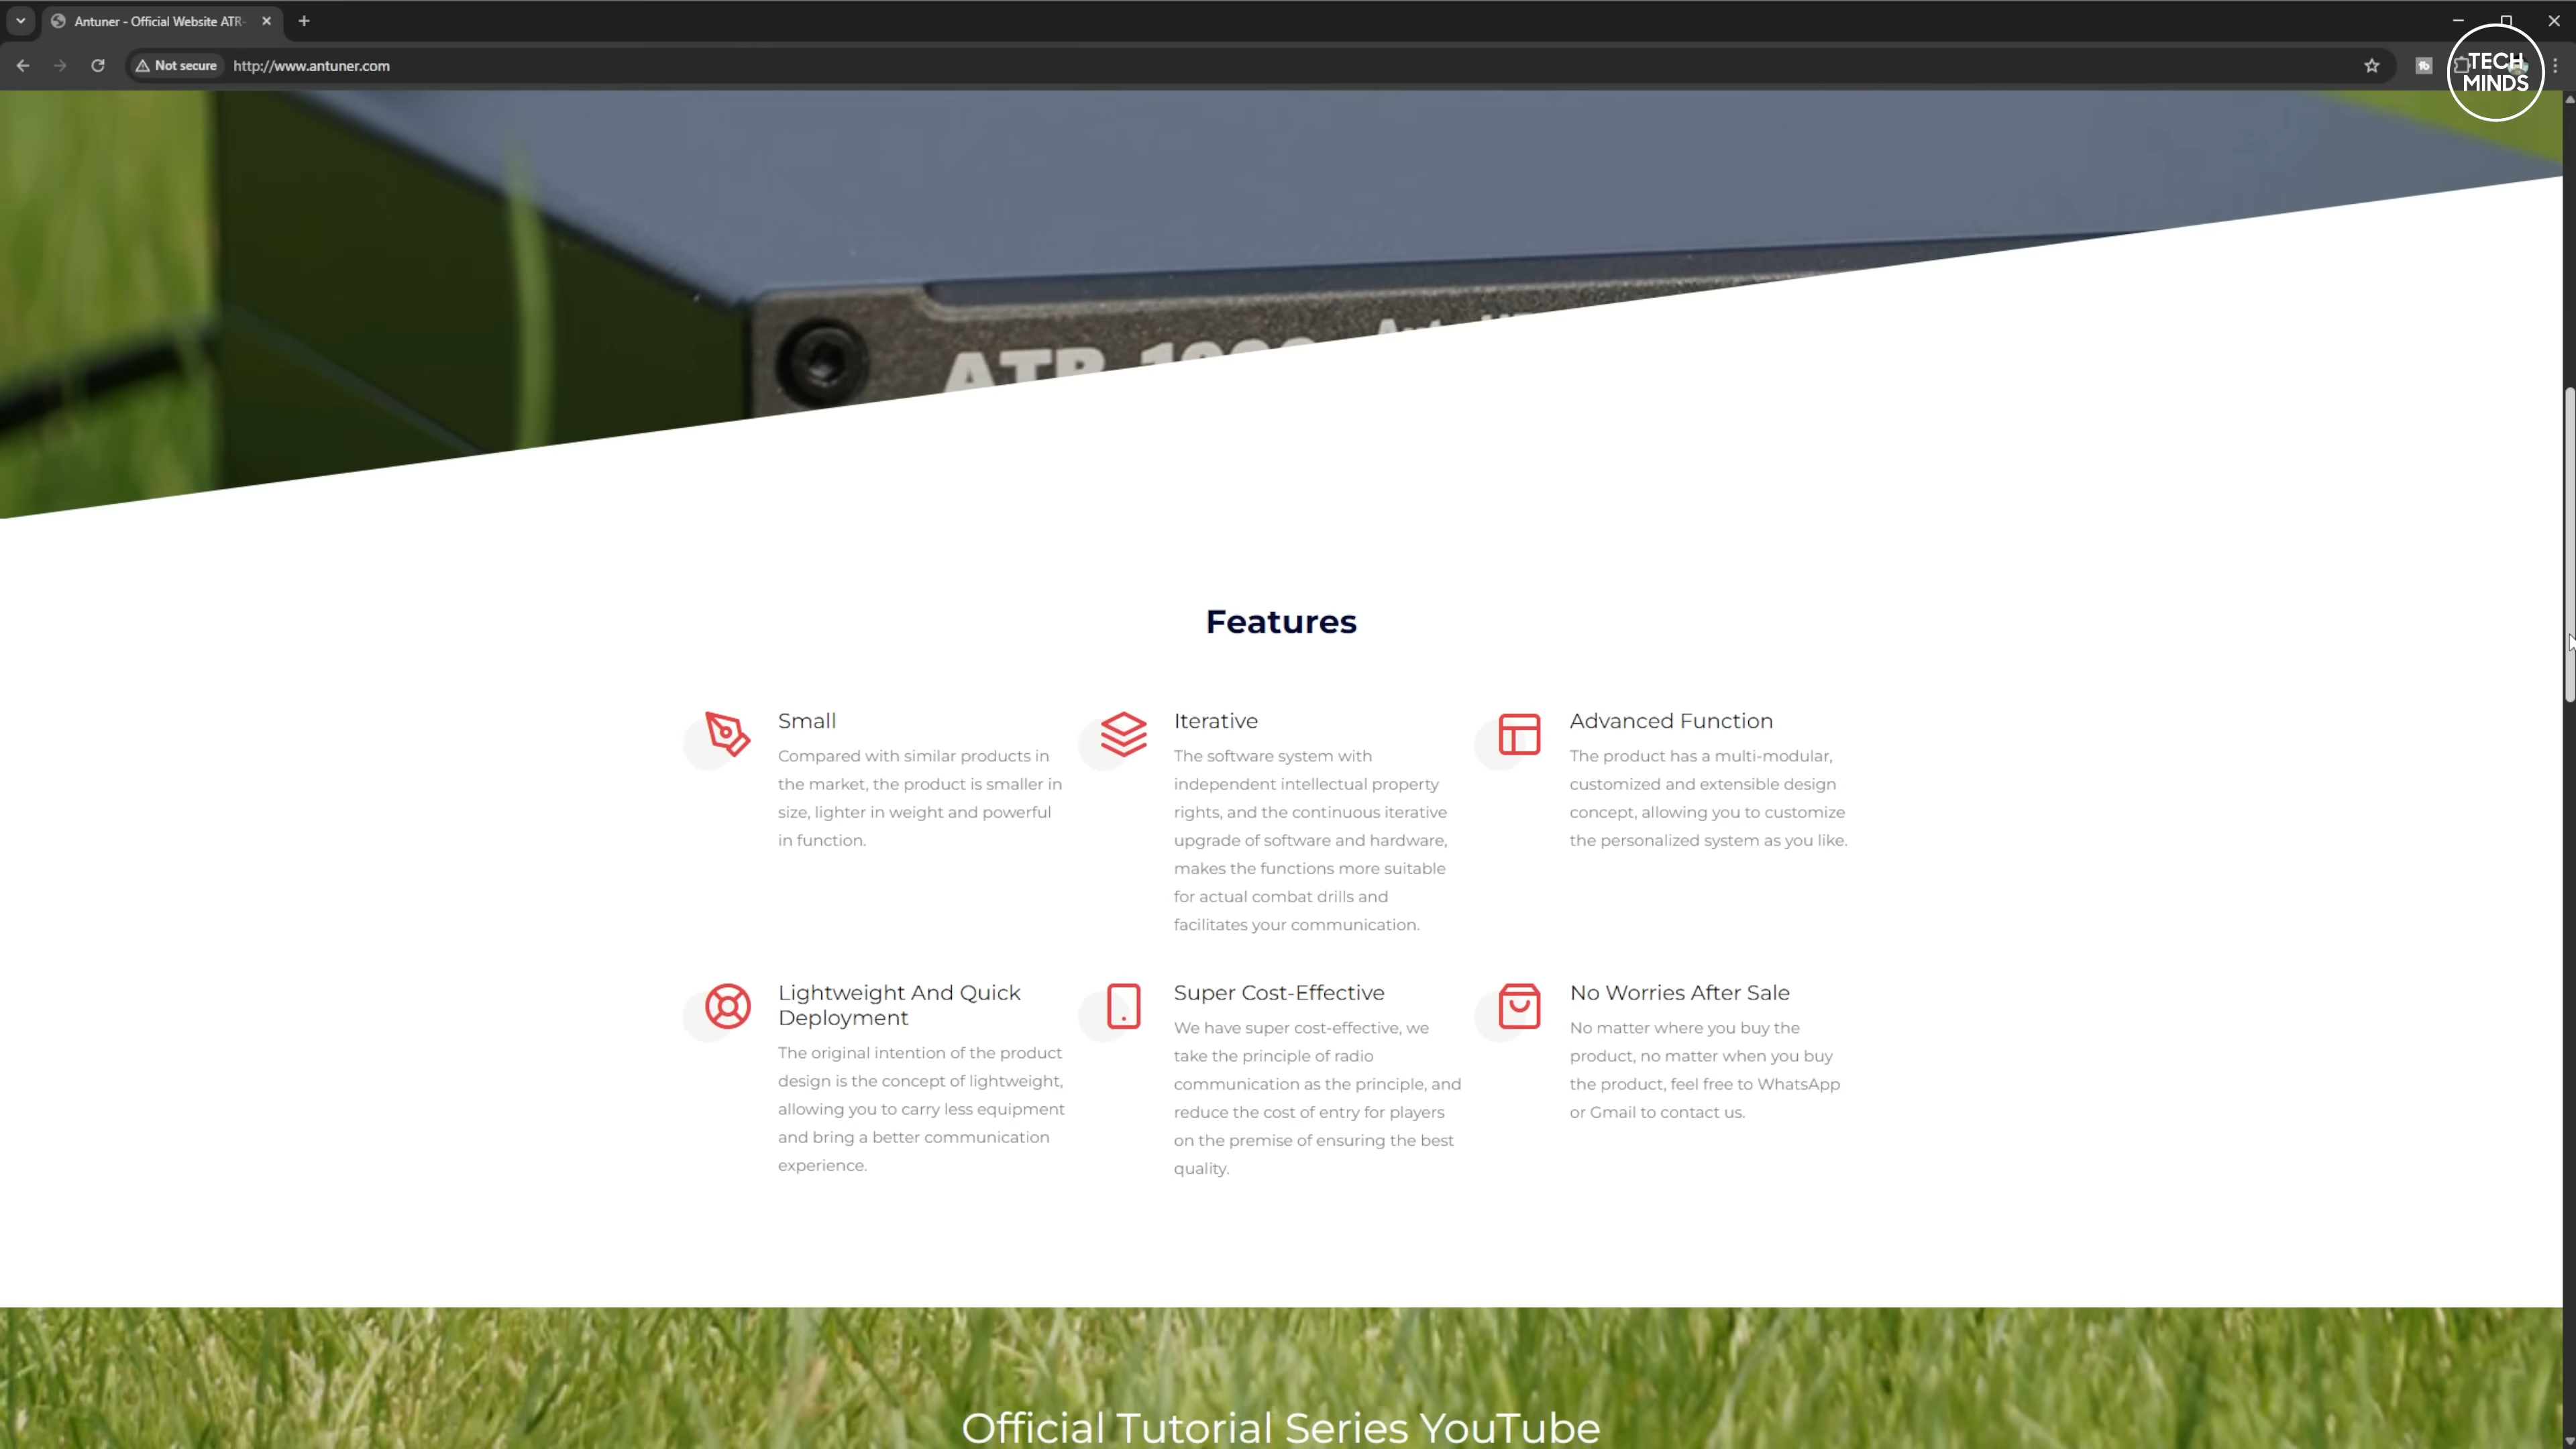 Antuner - Official Website ATR-
Not secure
http://www.antuner.com
TECH
MINDS
Features
Small
Compared with similar products in
the market, the product is smaller in
size, lighter in weight and powerful
in function.
Iterative
The software system with
independent intellectual property
rights, and the continuous iterative
upgrade of software and hardware,
makes the functions more suitable
for actual combat drills and
facilitates your communication.
Advanced Function
The product has a multi-modular,
customized and extensible design
concept, allowing you to customize
the personalized system as you like.
Lightweight And Quick
Deployment
The original intention of the product
design is the concept of lightweight,
allowing you to carry less equipment
and bring a better communication
experience.
Super Cost-Effective
We have super cost-effective, we
take the principle of radio
communication as the principle, and
reduce the cost of entry for players
on the premise of ensuring the best
quality.
No Worries After Sale
No matter where you buy the
product, no matter when you buy
the product, feel free to WhatsApp
or Gmail to contact us.
Official Tutorial Series YouTube